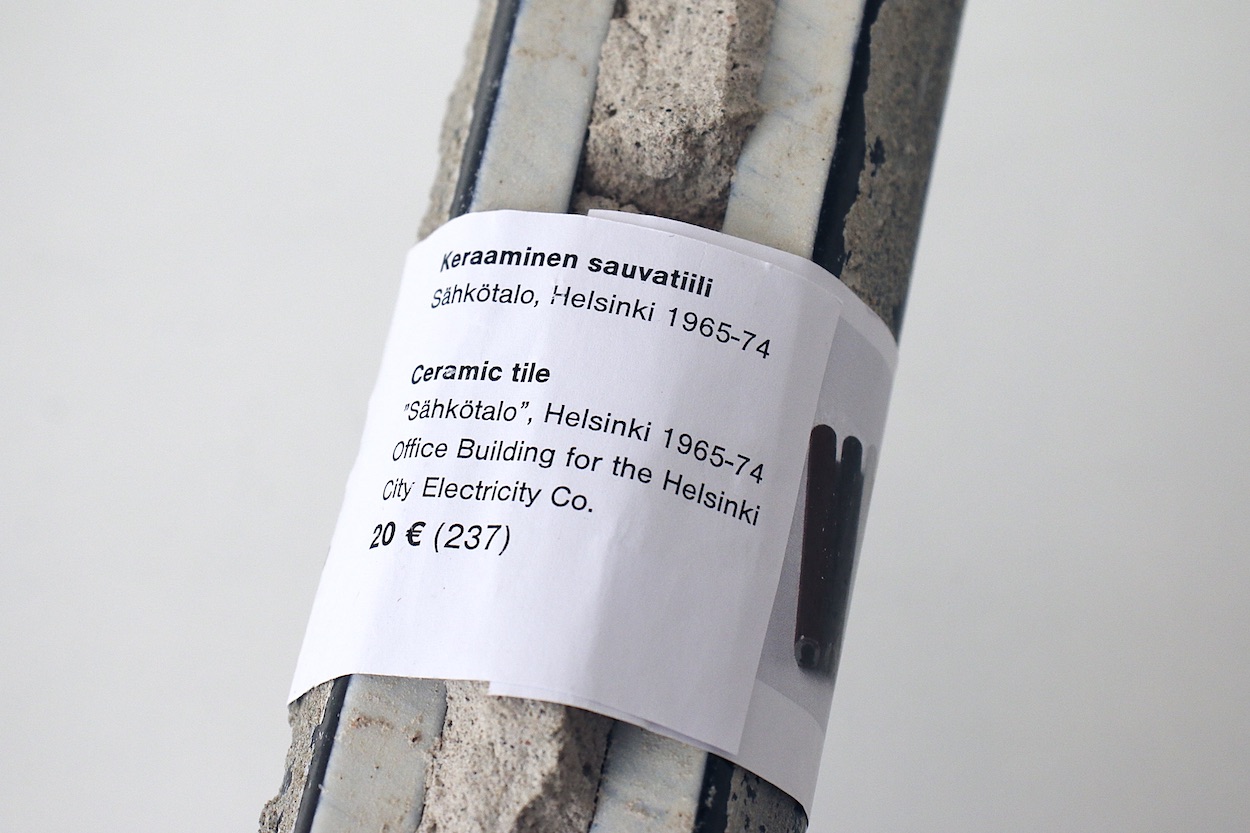 Keraaminen sauvatiili
Sähkötalo, Helsinki 1965-74
Ceramic tile
”Sähkötalo”, Helsinki 1965-74
Office Building for the Helsinki
City Electricity Co.
20 € (237)